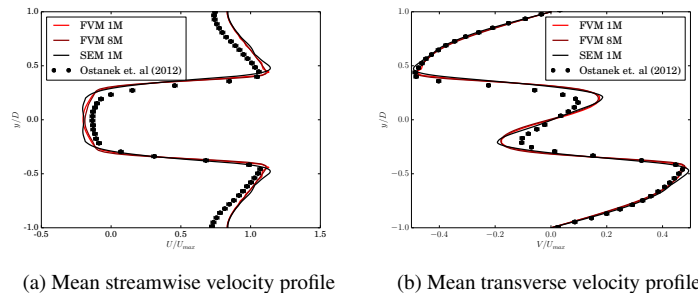 1.0
0.5
0.0
−0.5
−1.0
y/D
-0.5
0.0
0.5
1.0
1.5
U/U_max
FVM 1M
FVM 8M
SEM 1M
Ostanek et. al (2012)
(a) Mean streamwise velocity profile
1.0
0.5
0.0
−0.5
−1.0
y/D
−0.4
−0.2
0.0
0.2
0.4
V/U_max
FVM 1M
FVM 8M
SEM 1M
Ostanek et. al (2012)
(b) Mean transverse velocity profile